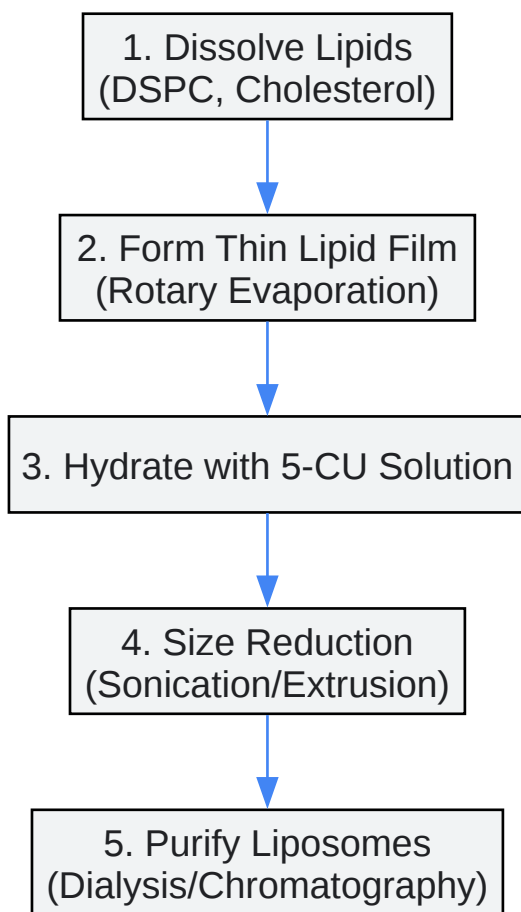 1. Dissolve Lipids
(DSPC, Cholesterol)
2. Form Thin Lipid Film
(Rotary Evaporation)
3. Hydrate with 5-CU Solution
4. Size Reduction
(Sonication/Extrusion)
5. Purify Liposomes
(Dialysis/Chromatography)